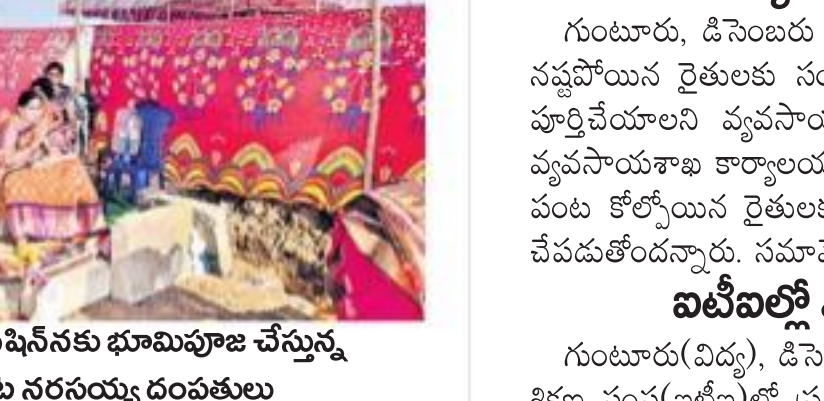 షిన్‌నకు భూమిపూజ చేస్తున్న
నరసయ్య దంపతులు
గుంటూరు, డిసెంబరు
నష్టపోయిన రైతులకు
పూర్తిచేయాలని వ్యవసాయ
వ్యవసాయశాఖ కార్యాలయ
పంట కోల్పోయిన రైతులక
చేపడుతోందన్నారు. సమావే
ఐటీఐల్లో
గుంటూరు(విద్య), డిసె